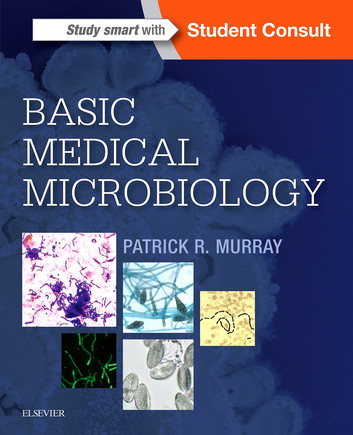 Study smart with
Student Consult
BASIC
MEDICAL
MICROBIOLOGY
PATRICK R. MURRAY
ELSEVIER